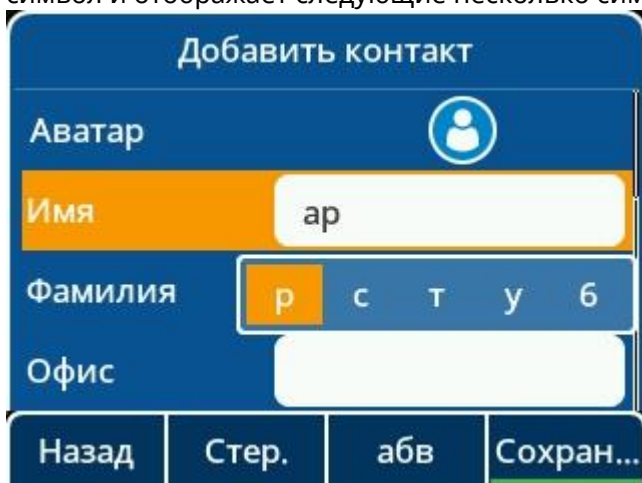 Добавить контакт
Аватар
Имя ар
Фамилия р с т у 6
Офис
Назад Стер. абв Сохран...